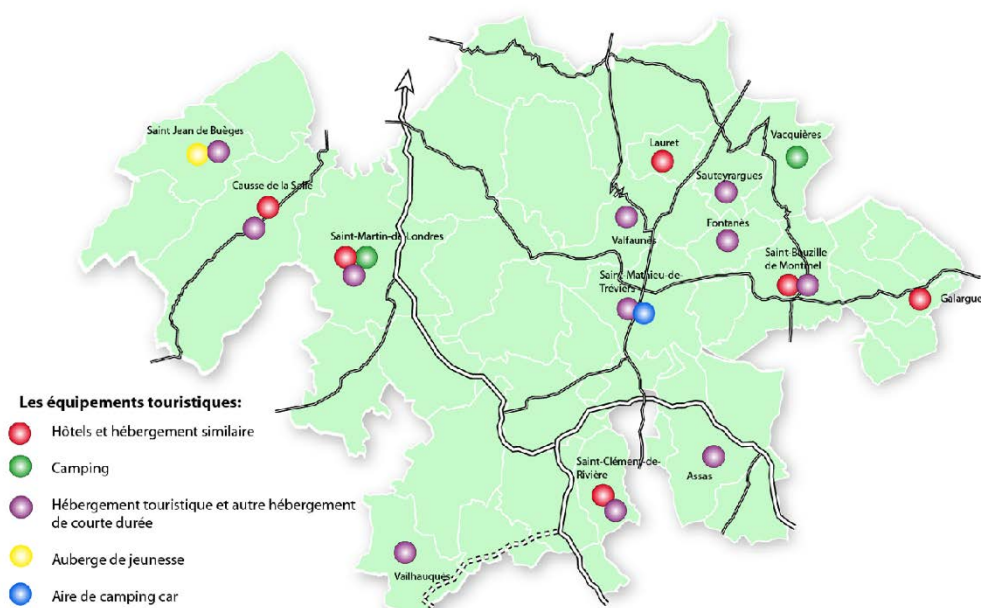 Saint Jean de Buèges
Causse de la Selle
Saint-Martin-de-Londres
Lauret
Vacquières
Sauteyrargues
Fontanès
Valfaunès
Saint-Bauzille
de Montmel
Saint-Mathieu-de-
Tréviers
Galargue
Saint-Clément-de-
Rivière
Assas
Vailhauquès
Les équipements touristiques:
Hôtels et hébergement similaire
Camping
Hébergement touristique et autre hébergement
de courte durée
Auberge de jeunesse
Aire de camping car